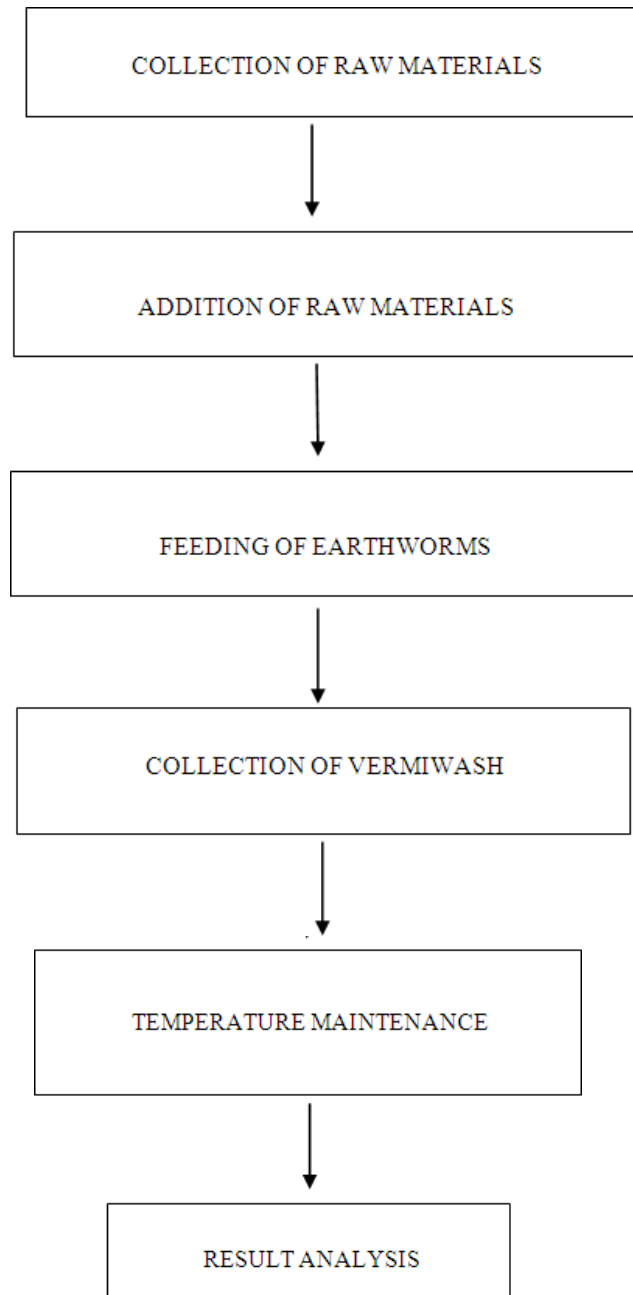 COLLECTION OF RAW MATERIALS
ADDITION OF RAW MATERIALS
FEEDING OF EARTHWORMS
COLLECTION OF VERMIWASH
TEMPERATURE MAINTENANCE
RESULT ANALYSIS